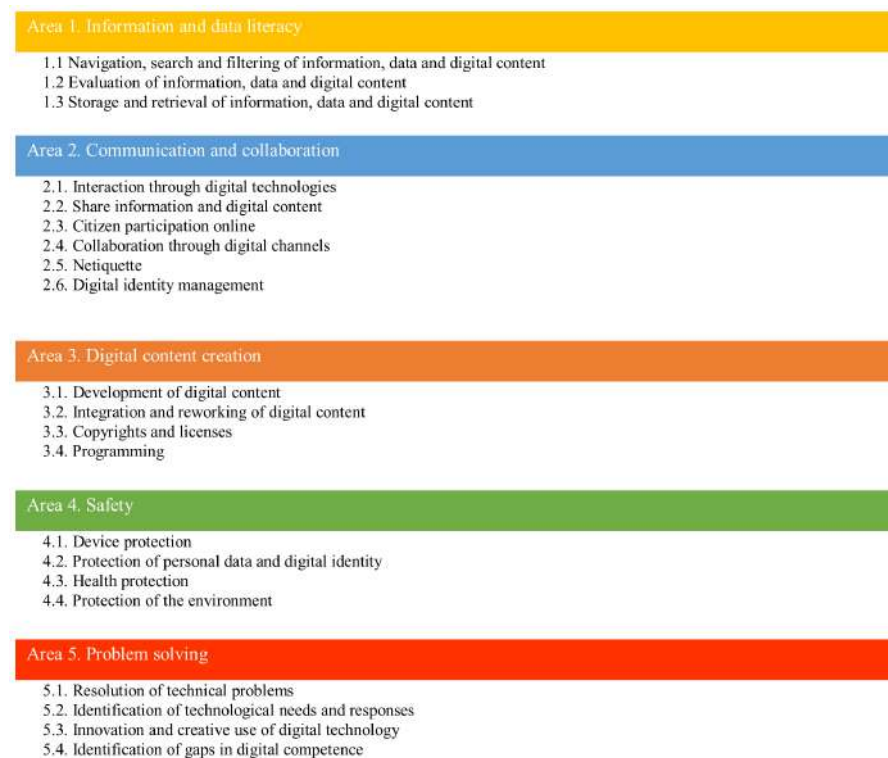 Area 1. Information and data literacy
1.1 Navigation, search and filtering of information, data and digital content
1.2 Evaluation of information, data and digital content
1.3 Storage and retrieval of information, data and digital content
Area 2. Communication and collaboration
2.1. Interaction through digital technologies
2.2. Share information and digital content
2.3. Citizen participation online
2.4. Collaboration through digital channels
2.5. Netiquette
2.6. Digital identity management
Area 3. Digital content creation
3.1. Development of digital content
3.2. Integration and reworking of digital content
3.3. Copyrights and licenses
3.4. Programming
Area 4. Safety
4.1. Device protection
4.2. Protection of personal data and digital identity
4.3. Health protection
4.4. Protection of the environment
Area 5. Problem solving
5.1. Resolution of technical problems
5.2. Identification of technological needs and responses
5.3. Innovation and creative use of digital technology
5.4. Identification of gaps in digital competence